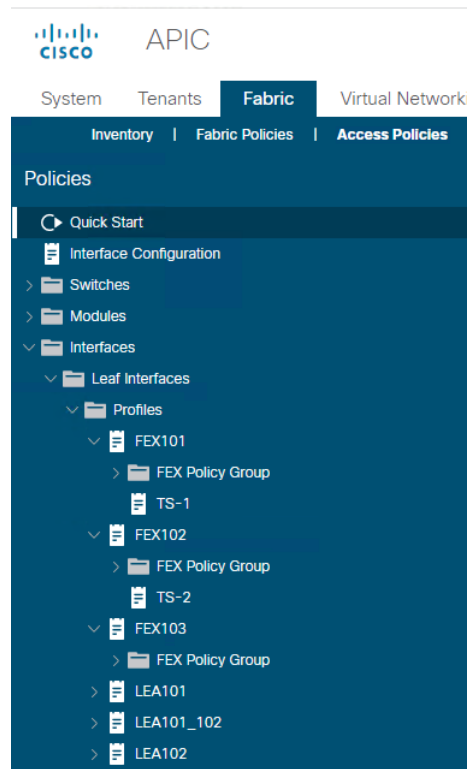 CISCO
APIC
System Tenants Fabric Virtual Network
Inventory | Fabric Policies | Access Policies
Policies
Quick Start
Interface Configuration
Switches
Modules
Interfaces
Leaf Interfaces
Profiles
FEX101
FEX Policy Group
TS-1
FEX102
FEX Policy Group
TS-2
FEX103
FEX Policy Group
LEA101
LEA101_102
LEA102